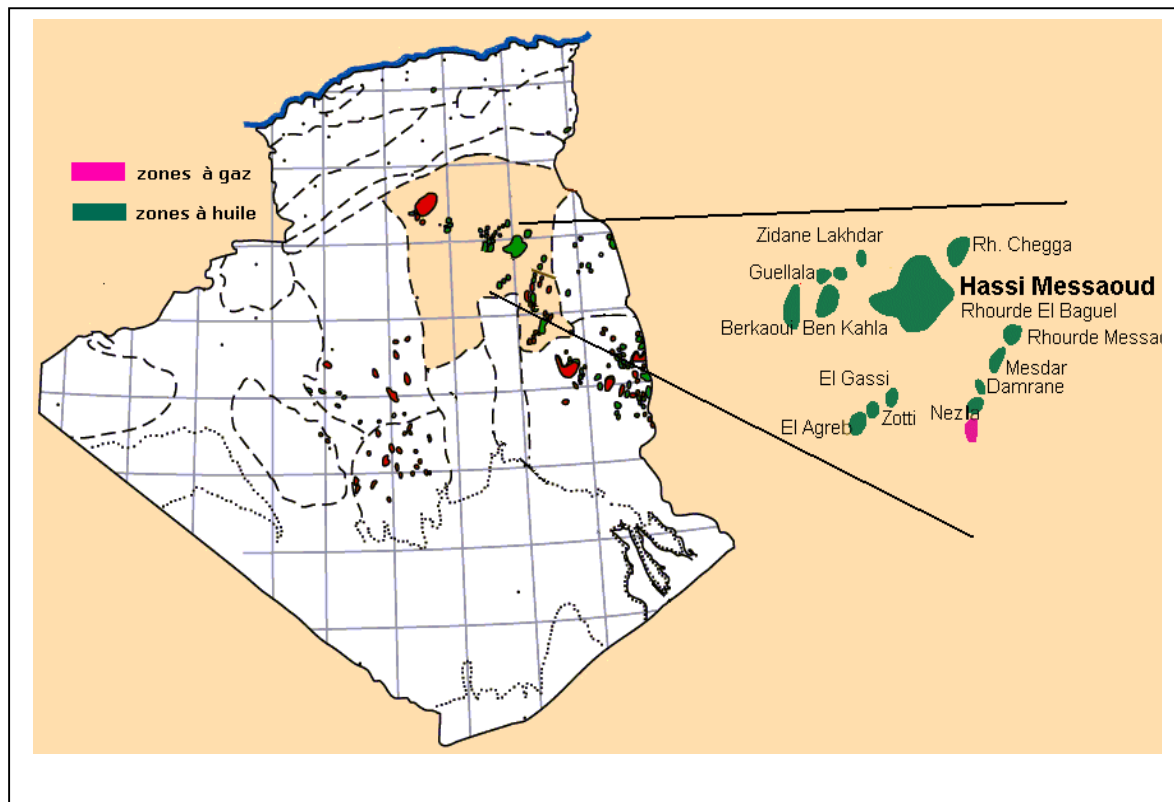 zones à gaz
zones à huile
Zidane Lakhdar
Rh. Chegga
Guellala
Hassi Messaoud
Rhourde El Baguel
Berkaoui Ben Kahla
Rhourde Messa
Mesdar
El Gassi
Damrane
Nezla
El Agreb
Zotti